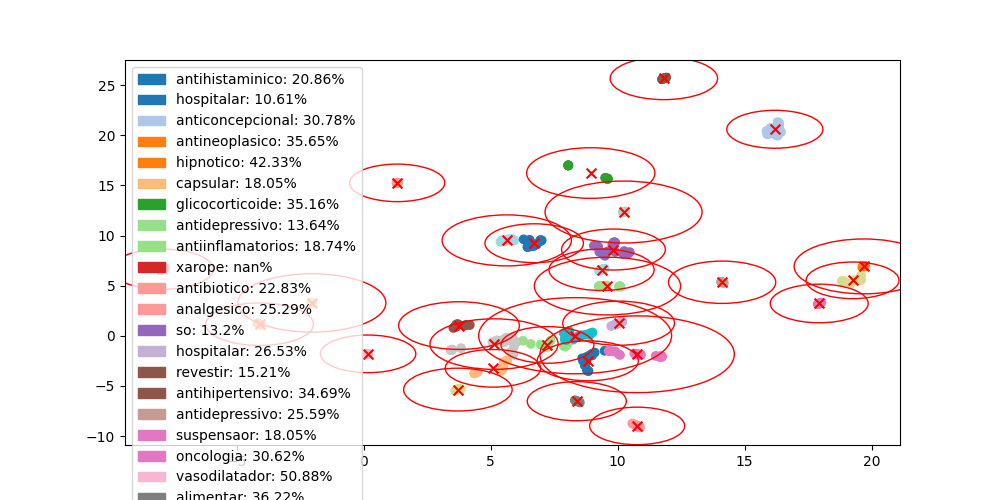 25
20
15
10
5
0
−5
−10
0
5
10
15
20
antihistaminico: 20.86%
hospitalar: 10.61%
anticoncepcional: 30.78%
antineoplasico: 35.65%
hipnotico: 42.33%
capsular: 18.05%
glicocorticoide: 35.16%
antidepressivo: 13.64%
antiinflamatorios: 18.74%
xarope: nan%
antibiotico: 22.83%
analgesico: 25.29%
so: 13.2%
hospitalar: 26.53%
revestir: 15.21%
antihipertensivo: 34.69%
antidepressivo: 25.59%
suspensaor: 18.05%
oncologia: 30.62%
vasodilatador: 50.88%
alimentar: 36.22%